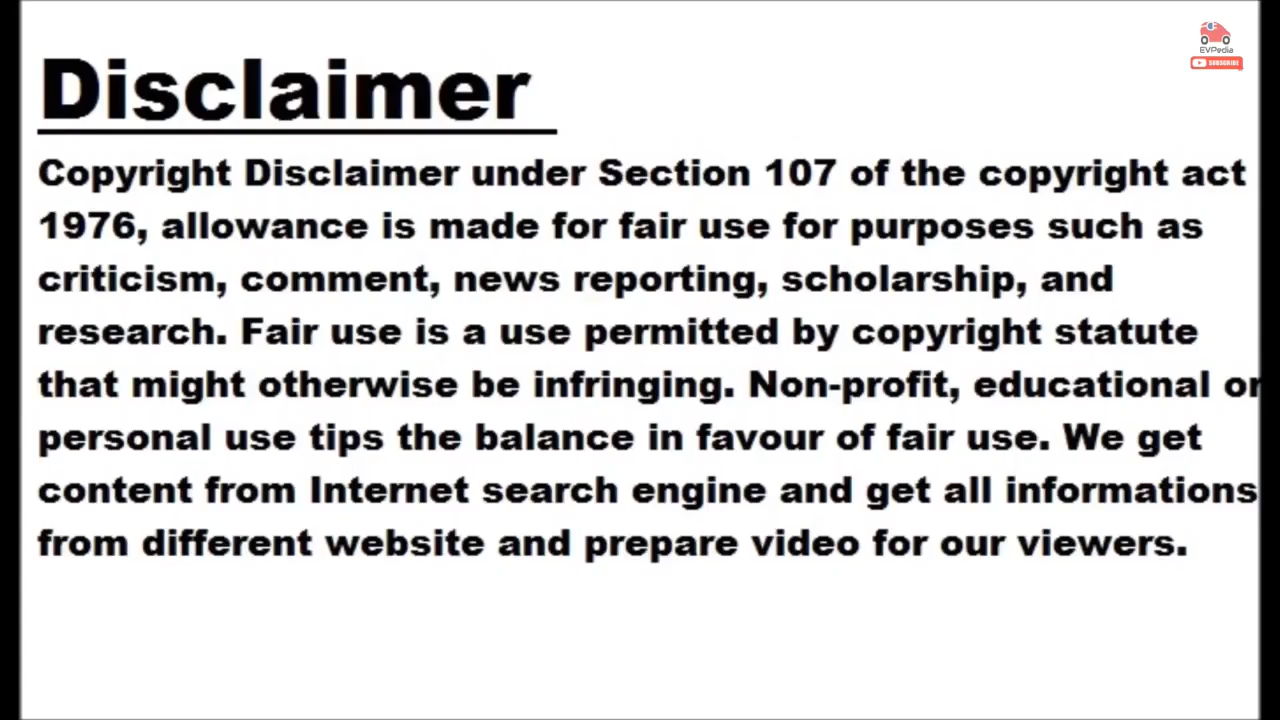 EVPedia
SUBSCRIBE
Disclaimer
Copyright Disclaimer under Section 107 of the copyright act
1976, allowance is made for fair use for purposes such as
criticism, comment, news reporting, scholarship, and
research. Fair use is a use permitted by copyright statute
that might otherwise be infringing. Non-profit, educational or
personal use tips the balance in favour of fair use. We get
content from Internet search engine and get all informations
from different website and prepare video for our viewers.